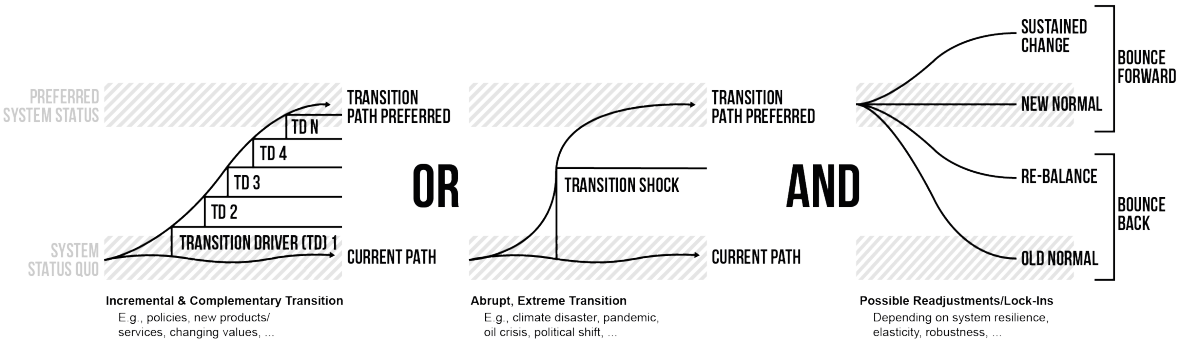 PREFERRED
SYSTEM STATUS
SYSTEM
STATUS QUO
TRANSITION
PATH PREFERRED
TD N
TD 4
TD 3
TD 2
TRANSITION DRIVER (TD) 1
CURRENT PATH
Incremental & Complementary Transition
E.g., policies, new products/
services, changing values, ...
OR
TRANSITION
PATH PREFERRED
TRANSITION SHOCK
CURRENT PATH
Abrupt, Extreme Transition
E.g., climate disaster, pandemic,
oil crisis, political shift, ...
AND
SUSTAINED
CHANGE
NEW NORMAL
BOUNCE
FORWARD
RE-BALANCE
OLD NORMAL
BOUNCE
BACK
Possible Readjustments/Lock-Ins
Depending on system resilience,
elasticity, robustness, ...